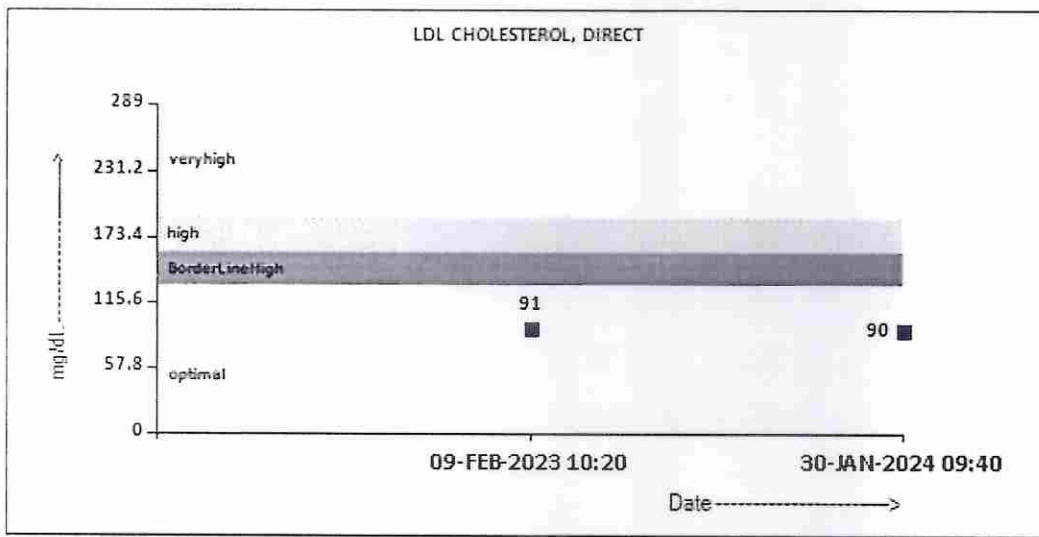 LDL CHOLESTEROL, DIRECT
289
231.2
veryhigh
173.4
high
BorderLineHigh
115.6
91
90
57.8
optimal
0
mg/dl
09-FEB-2023 10:20
30-JAN-2024 09:40
Date